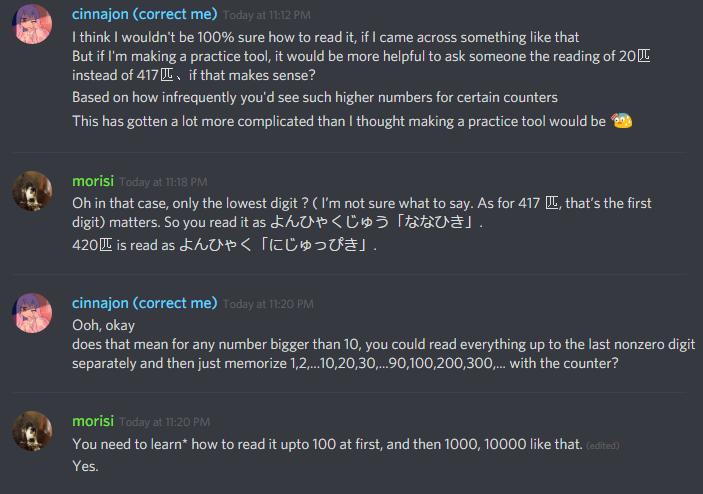 cinnajon (correct me) Today at 11:12 PM
I think I wouldn't be 100% sure how to read it, if I came across something like that
But if I'm making a practice tool, it would be more helpful to ask someone the reading of 20匹
instead of 417匹、if that makes sense?
Based on how infrequently you'd see such higher numbers for certain counters
This has gotten a lot more complicated than I thought making a practice tool would be
morisi Today at 11:18 PM
Oh in that case, only the lowest digit ? ( I'm not sure what to say. As for 417 匹, that's the first
digit) matters. So you read it as よんひゃくじゅう「ななひき」.
420匹 is read as よんひゃく「にじゅっぴき」.
cinnajon (correct me) Today at 11:20 PM
Ooh, okay
does that mean for any number bigger than 10, you could read everything up to the last nonzero digit
separately and then just memorize 1,2,...10,20,30,...90,100,200,300,... with the counter?
morisi Today at 11:20 PM
You need to learn* how to read it upto 100 at first, and then 1000, 10000 like that. (edited)
Yes.